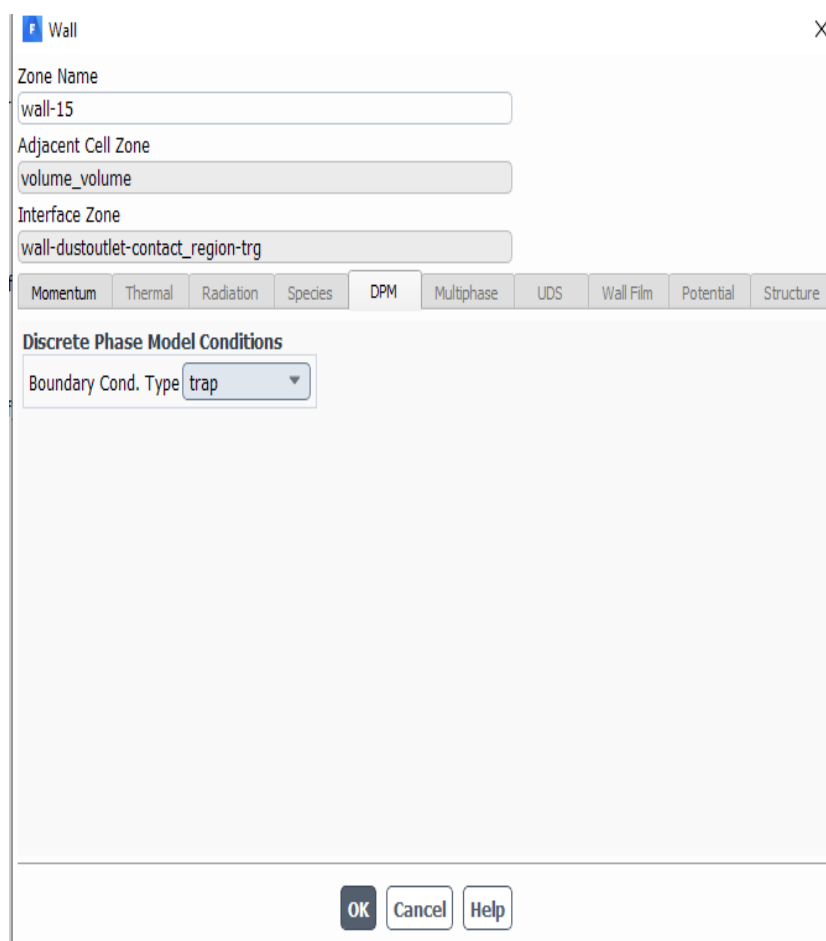 F Wall X
Zone Name
wall-15
Adjacent Cell Zone
volume_volume
Interface Zone
wall-dustoutlet-contact_region-trg
Momentum Thermal Radiation Species DPM Multiphase UDS Wall Film Potential Structure
Discrete Phase Model Conditions
Boundary Cond. Type trap
OK Cancel Help